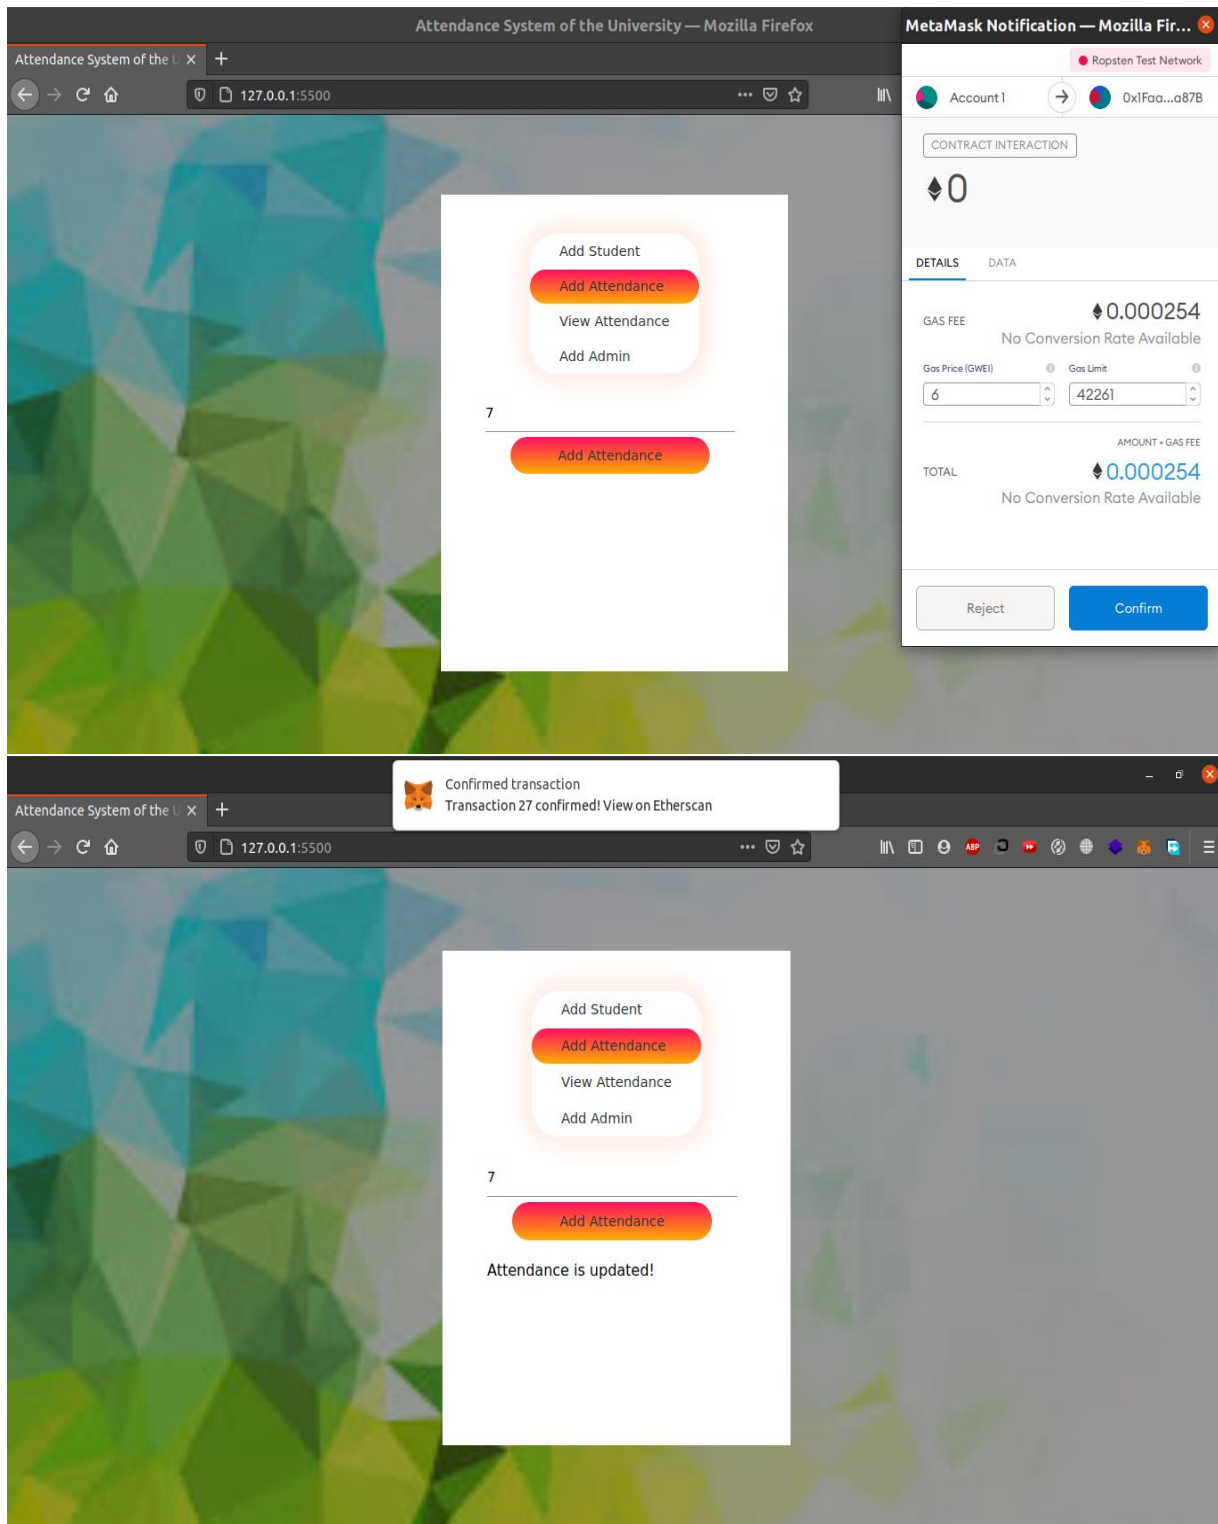 Attendance System of the University — Mozilla Firefox
MetaMask Notification — Mozilla Fir...
Attendance System of the U
Ropsten Test Network
127.0.0.1:5500
Account 1
0x1Faa...a87B
CONTRACT INTERACTION
0
DETAILS DATA
GAS FEE
0.000254
No Conversion Rate Available
Gas Price (GWEI)
Gas Limit
6
42261
AMOUNT + GAS FEE
TOTAL
0.000254
No Conversion Rate Available
Reject
Confirm
Add Student
Add Attendance
View Attendance
Add Admin
7
Add Attendance
Confirmed transaction
Transaction 27 confirmed! View on Etherscan
Attendance System of the U
127.0.0.1:5500
ABP
Add Student
Add Attendance
View Attendance
Add Admin
7
Add Attendance
Attendance is updated!